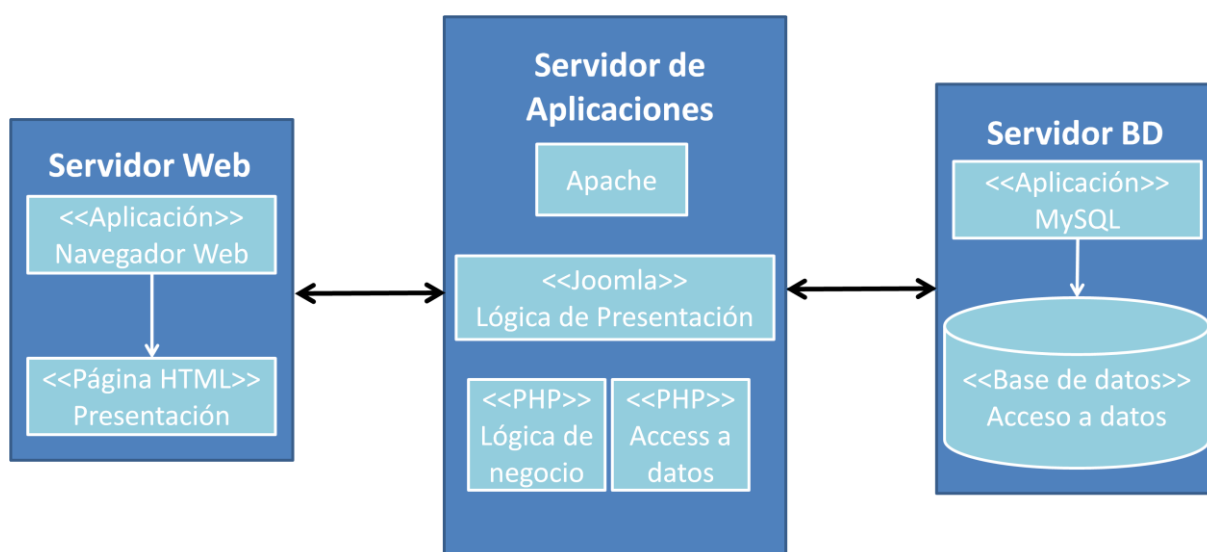 Servidor Web
<<Aplicación>>
Navegador Web
<<Página HTML>>
Presentación
Servidor de
Aplicaciones
Apache
<<Joomla>>
Lógica de Presentación
<<PHP>>
Lógica de
negocio
<<PHP>>
Access a
datos
Servidor BD
<<Aplicación>>
MySQL
<<Base de datos>>
Acceso a datos